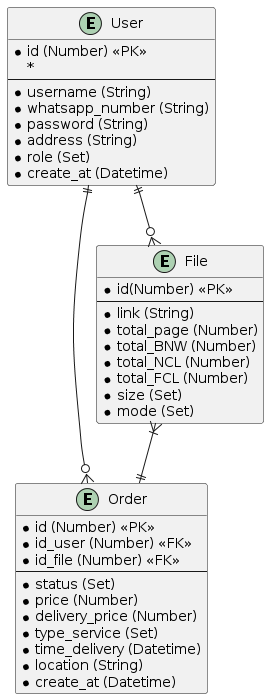 E User
id (Number) «PK»
*
username (String)
whatsapp_number (String)
password (String)
address (String)
role (Set)
create_at (Datetime)
E File
id(Number) «PK»
link (String)
total_page (Number)
total_BNW (Number)
total_NCL (Number)
total_FCL (Number)
size (Set)
mode (Set)
E Order
id (Number) «PK»
id_user (Number) «FK»
id_file (Number) «FK»
status (Set)
price (Number)
delivery_price (Number)
type_service (Set)
time_delivery (Datetime)
location (String)
create_at (Datetime)